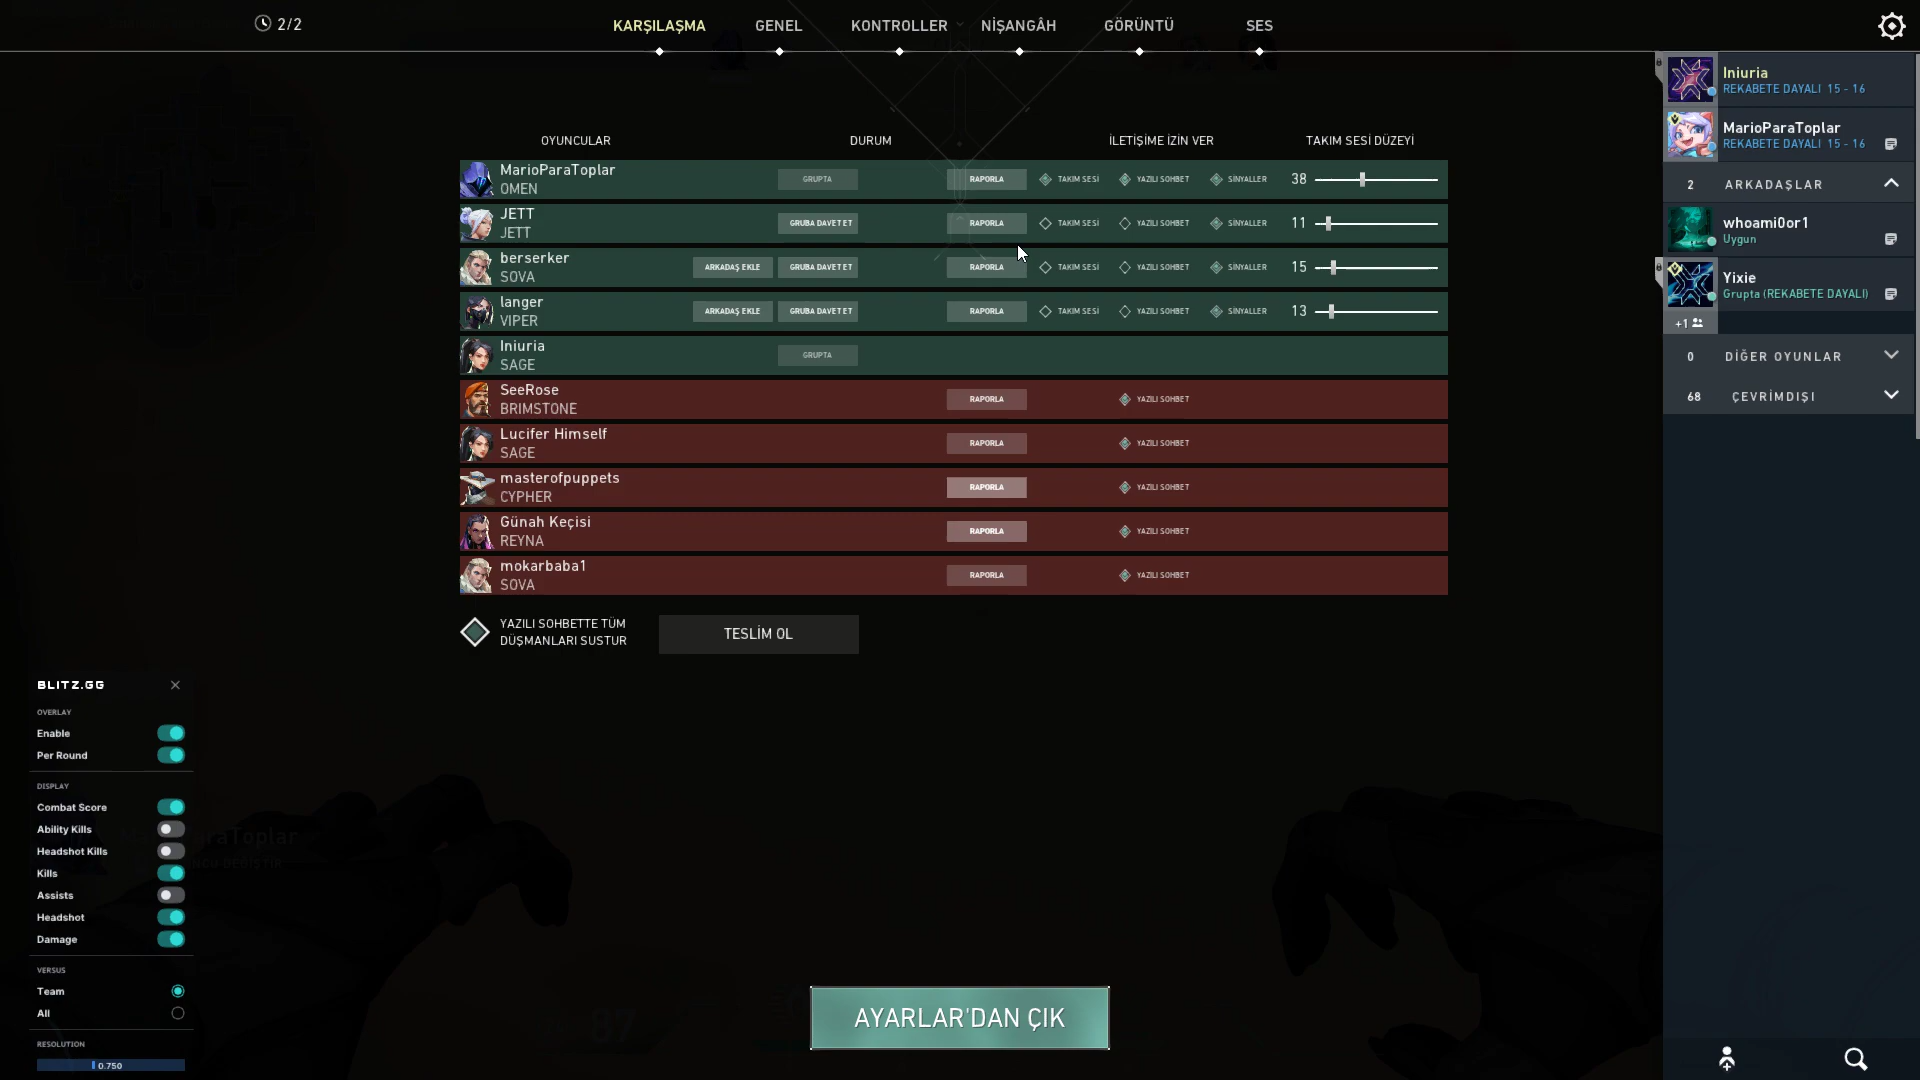 2/2
KARŞILAŞMA
GENEL
KONTROLLER
NİŞANGÂH
GÖRÜNTÜ
SES
OYUNCULAR
DURUM
İLETİŞİME İZİN VER
TAKIM SESİ DÜZEYİ
MarioParaToplar
OMEN
GRUPTA
RAPORLA
TAKIM SESİ
YAZILI SOHBET
SİNYALLER
38
JETT
JETT
GRUBA DAVET ET
RAPORLA
TAKIM SESİ
YAZILI SOHBET
SİNYALLER
11
berserker
SOVA
ARKADAŞ EKLE
GRUBA DAVET ET
RAPORLA
TAKIM SESİ
YAZILI SOHBET
SİNYALLER
15
langer
VIPER
ARKADAŞ EKLE
GRUBA DAVET ET
RAPORLA
TAKIM SESİ
YAZILI SOHBET
SİNYALLER
13
Iniuria
SAGE
GRUPTA
SeeRose
BRIMSTONE
RAPORLA
YAZILI SOHBET
Lucifer Himself
SAGE
RAPORLA
YAZILI SOHBET
masterofpuppets
CYPHER
RAPORLA
YAZILI SOHBET
Günah Keçisi
REYNA
RAPORLA
YAZILI SOHBET
mokarbaba1
SOVA
RAPORLA
YAZILI SOHBET
YAZILI SOHBETTE TÜM
DÜŞMANLARI SUSTUR
TESLİM OL
Iniuria
REKABETE DAYALI 15 - 16
MarioParaToplar
REKABETE DAYALI 15 - 16
2 ARKADAŞLAR
whoami0or1
Uygun
Yixie
Grupta (REKABETE DAYALI)
+1
0 DİĞER OYUNLAR
68 ÇEVRİMDIŞI
BLITZ.GG
OVERLAY
Enable
Per Round
DISPLAY
Combat Score
Ability Kills
Headshot Kills
Kills
Assists
Headshot
Damage
VERSUS
Team
All
RESOLUTION
0.750
AYARLAR'DAN ÇIK